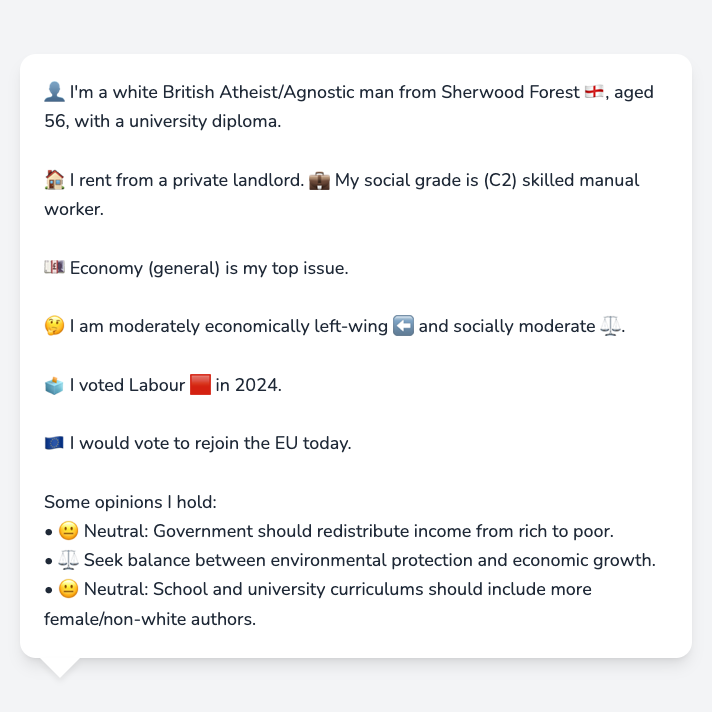 👤 I'm a white British Atheist/Agnostic man from Sherwood Forest 🏴󠁧󠁢󠁥󠁮󠁧󠁿, aged
56, with a university diploma.
🏠 I rent from a private landlord. 💼 My social grade is (C2) skilled manual
worker.
💷 Economy (general) is my top issue.
🤔 I am moderately economically left-wing ⬅️ and socially moderate ⚖️.
🗳️ I voted Labour 🟥 in 2024.
🇪🇺 I would vote to rejoin the EU today.
Some opinions I hold:
• 😐 Neutral: Government should redistribute income from rich to poor.
• ⚖️ Seek balance between environmental protection and economic growth.
• 😐 Neutral: School and university curriculums should include more
female/non-white authors.